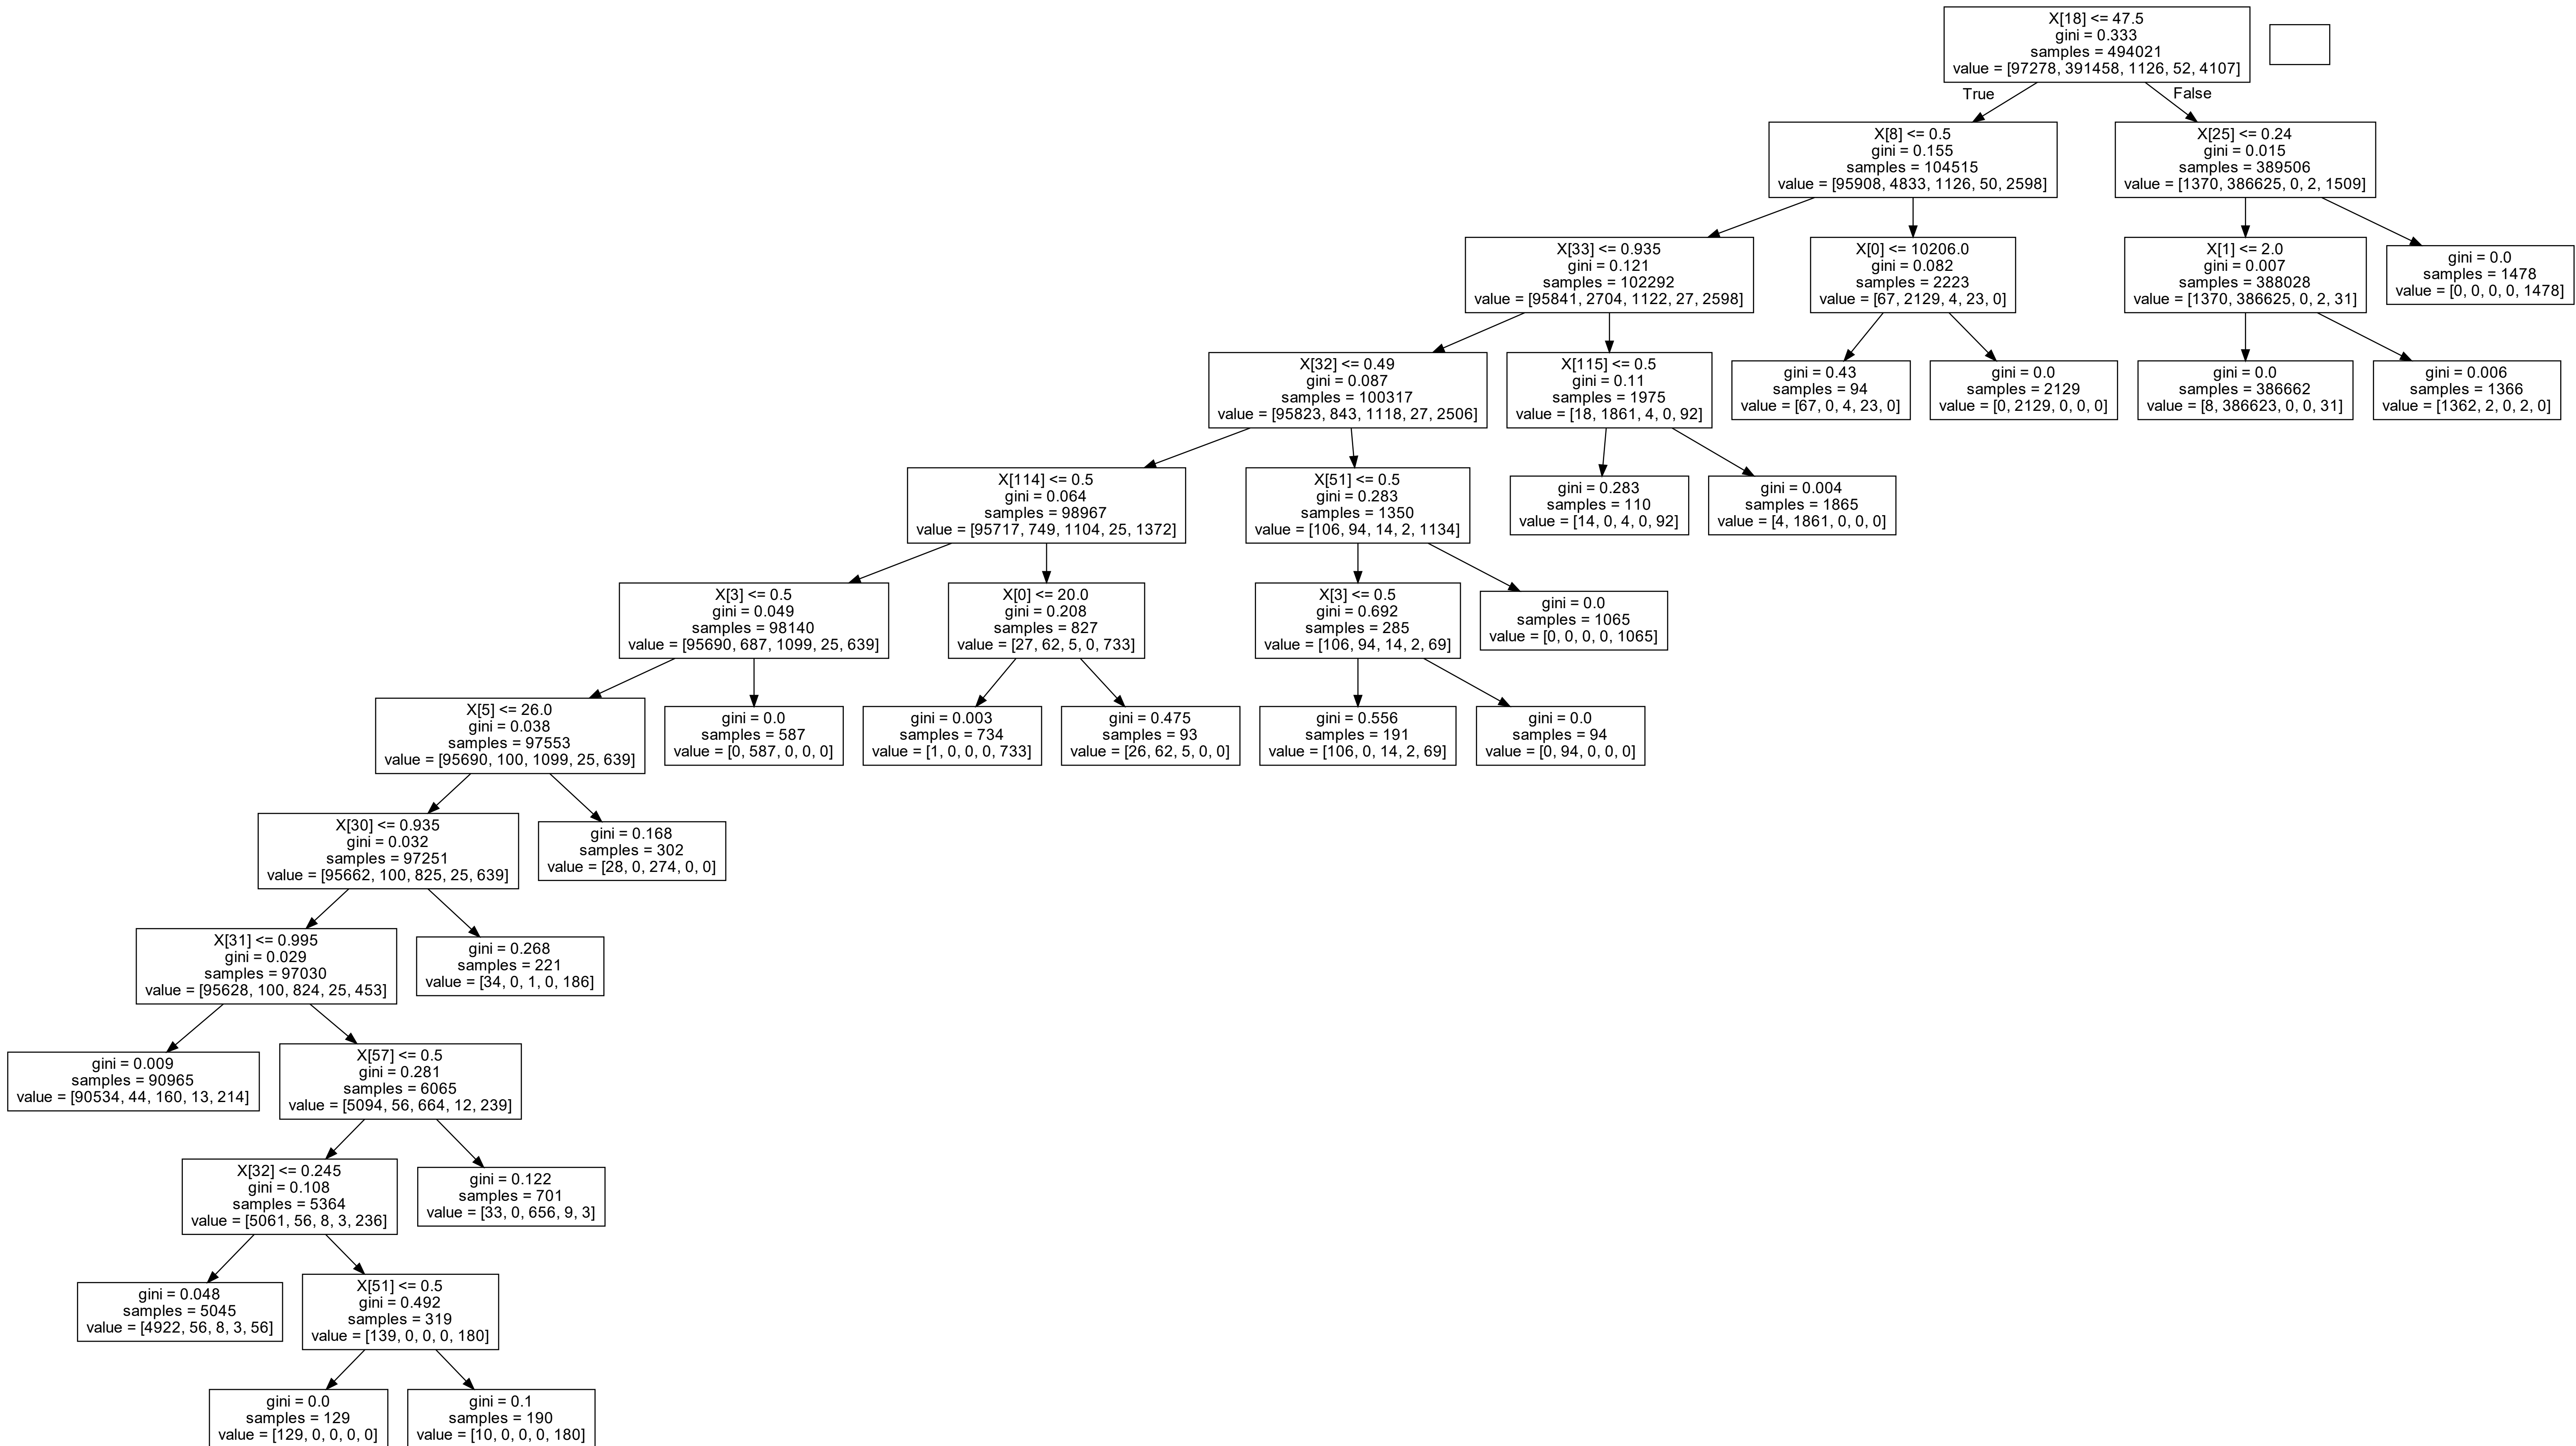 X[18] <= 47.5
gini = 0.333
samples = 494021
value = [97278, 391458, 1126, 52, 4107]
True
False
X[8] <= 0.5
gini = 0.155
samples = 104515
value = [95908, 4833, 1126, 50, 2598]
X[25] <= 0.24
gini = 0.015
samples = 389506
value = [1370, 386625, 0, 2, 1509]
X[33] <= 0.935
gini = 0.121
samples = 102292
value = [95841, 2704, 1122, 27, 2598]
X[0] <= 10206.0
gini = 0.082
samples = 2223
value = [67, 2129, 4, 23, 0]
X[1] <= 2.0
gini = 0.007
samples = 388028
value = [1370, 386625, 0, 2, 31]
gini = 0.0
samples = 1478
value = [0, 0, 0, 0, 1478]
X[32] <= 0.49
gini = 0.087
samples = 100317
value = [95823, 843, 1118, 27, 2506]
X[115] <= 0.5
gini = 0.11
samples = 1975
value = [18, 1861, 4, 0, 92]
gini = 0.43
samples = 94
value = [67, 0, 4, 23, 0]
gini = 0.0
samples = 2129
value = [0, 2129, 0, 0, 0]
gini = 0.0
samples = 386662
value = [8, 386623, 0, 0, 31]
gini = 0.006
samples = 1366
value = [1362, 2, 0, 2, 0]
X[114] <= 0.5
gini = 0.064
samples = 98967
value = [95717, 749, 1104, 25, 1372]
X[51] <= 0.5
gini = 0.283
samples = 1350
value = [106, 94, 14, 2, 1134]
gini = 0.283
samples = 110
value = [14, 0, 4, 0, 92]
gini = 0.004
samples = 1865
value = [4, 1861, 0, 0, 0]
X[3] <= 0.5
gini = 0.049
samples = 98140
value = [95690, 687, 1099, 25, 639]
X[0] <= 20.0
gini = 0.208
samples = 827
value = [27, 62, 5, 0, 733]
X[3] <= 0.5
gini = 0.692
samples = 285
value = [106, 94, 14, 2, 69]
gini = 0.0
samples = 1065
value = [0, 0, 0, 0, 1065]
X[5] <= 26.0
gini = 0.038
samples = 97553
value = [95690, 100, 1099, 25, 639]
gini = 0.0
samples = 587
value = [0, 587, 0, 0, 0]
gini = 0.003
samples = 734
value = [1, 0, 0, 0, 733]
gini = 0.475
samples = 93
value = [26, 62, 5, 0, 0]
gini = 0.556
samples = 191
value = [106, 0, 14, 2, 69]
gini = 0.0
samples = 94
value = [0, 94, 0, 0, 0]
X[30] <= 0.935
gini = 0.032
samples = 97251
value = [95662, 100, 825, 25, 639]
gini = 0.168
samples = 302
value = [28, 0, 274, 0, 0]
X[31] <= 0.995
gini = 0.029
samples = 97030
value = [95628, 100, 824, 25, 453]
gini = 0.268
samples = 221
value = [34, 0, 1, 0, 186]
gini = 0.009
samples = 90965
value = [90534, 44, 160, 13, 214]
X[57] <= 0.5
gini = 0.281
samples = 6065
value = [5094, 56, 664, 12, 239]
X[32] <= 0.245
gini = 0.108
samples = 5364
value = [5061, 56, 8, 3, 236]
gini = 0.122
samples = 701
value = [33, 0, 656, 9, 3]
gini = 0.048
samples = 5045
value = [4922, 56, 8, 3, 56]
X[51] <= 0.5
gini = 0.492
samples = 319
value = [139, 0, 0, 0, 180]
gini = 0.0
samples = 129
value = [129, 0, 0, 0, 0]
gini = 0.1
samples = 190
value = [10, 0, 0, 0, 180]